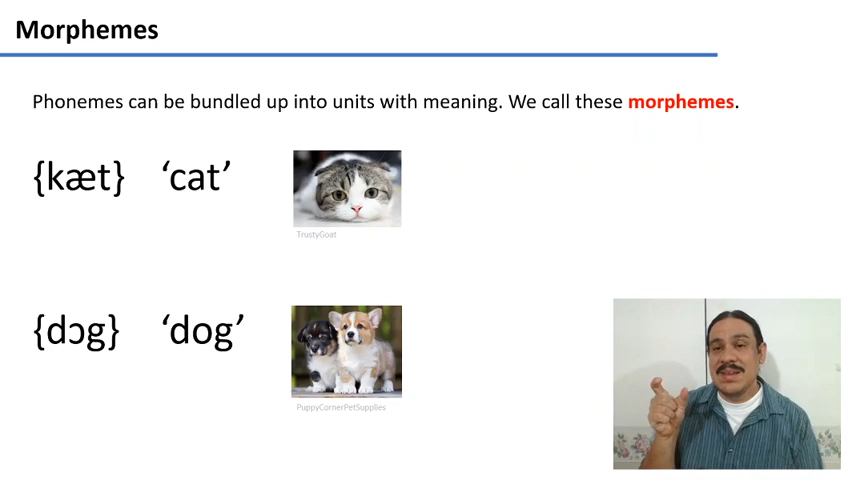 Morphemes
Phonemes can be bundled up into units with meaning. We call these morphemes.
{kæt} ‘cat’
TrustyGoat
{dɔg} ‘dog’
PuppyCornerPetSupplies